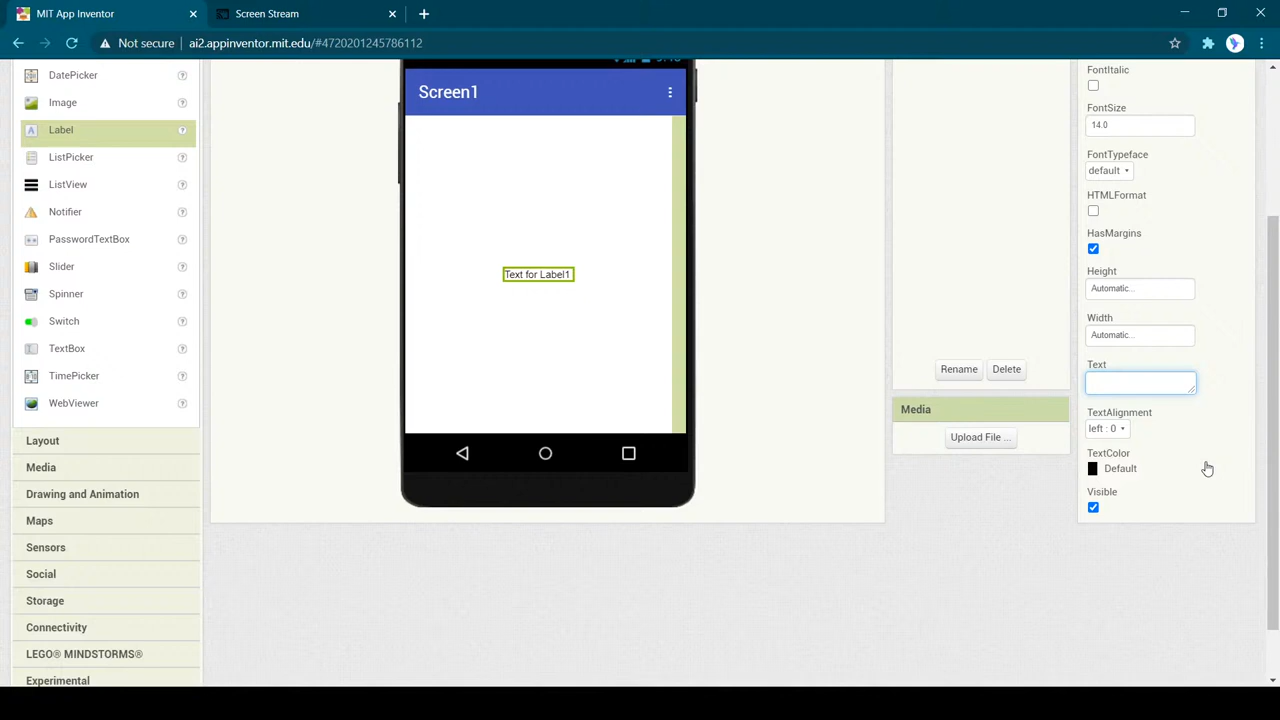 MIT App Inventor
Screen Stream
Not secure
ai2.appinventor.mit.edu/#4720201245786112
DatePicker
Image
Label
ListPicker
ListView
Notifier
PasswordTextBox
Slider
Spinner
Switch
TextBox
TimePicker
WebViewer
Layout
Media
Drawing and Animation
Maps
Sensors
Social
Storage
Connectivity
LEGO® MINDSTORMS®
Experimental
Screen1
Text for Label1
Rename
Delete
Media
Upload File ...
FontItalic
FontSize
14.0
FontTypeface
default
HTMLFormat
HasMargins
Height
Automatic...
Width
Automatic...
Text
TextAlignment
left : 0
TextColor
Default
Visible